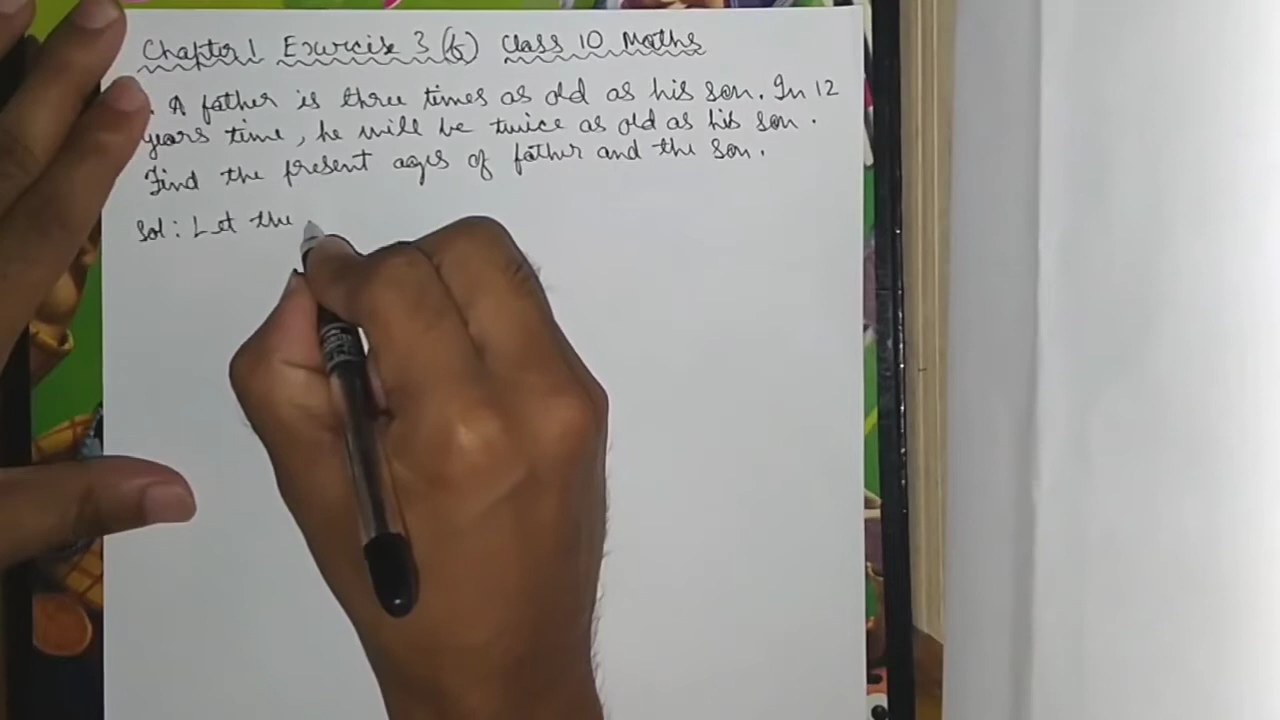 Chapter 1 Exercise 3 (b) Class 10 Maths
. A father is three times as old as his son. In 12
years time, he will be twice as old as his son.
Find the present ages of father and the son.
Sol: Let the